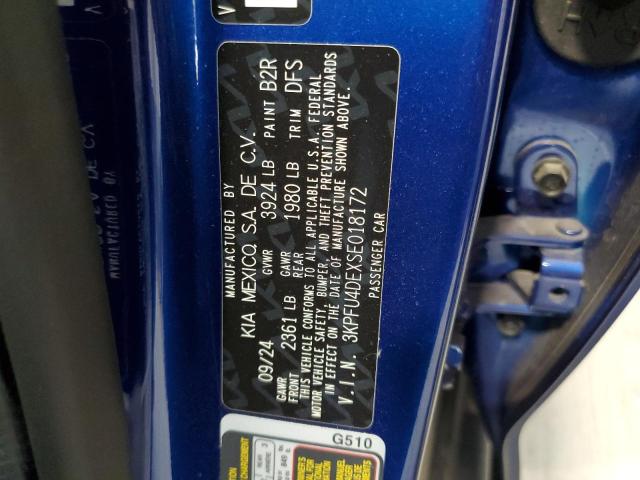 MANUFACTURED BY
KIA MEXICO, S.A. DE C.V.
09/24 GVWR 3924 LB PAINT B2R
GAWR FRONT 2361 LB GAWR REAR 1980 LB TRIM DFS
THIS VEHICLE CONFORMS TO ALL APPLICABLE U.S.A. FEDERAL
MOTOR VEHICLE SAFETY, BUMPER, AND THEFT PREVENTION STANDARDS
IN EFFECT ON THE DATE OF MANUFACTURE SHOWN ABOVE.
V.I.N. 3KPFU4DEXSE018172
PASSENGER CAR
G510